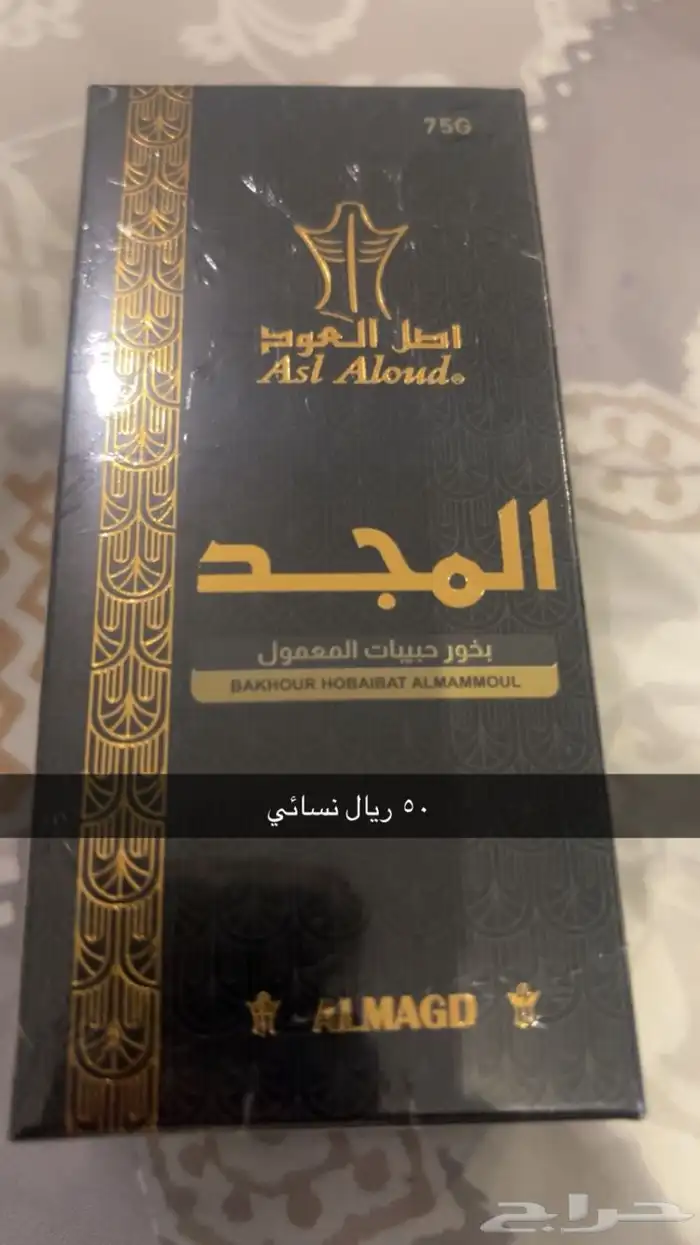 75G
اصل العود
Asl Aloud®
المجد
بخور حبيبات المعمول
BAKHOUR HOBAIBAT ALMAMMOUL
٥٠ ريال نسائي
ALMAGD
حراج